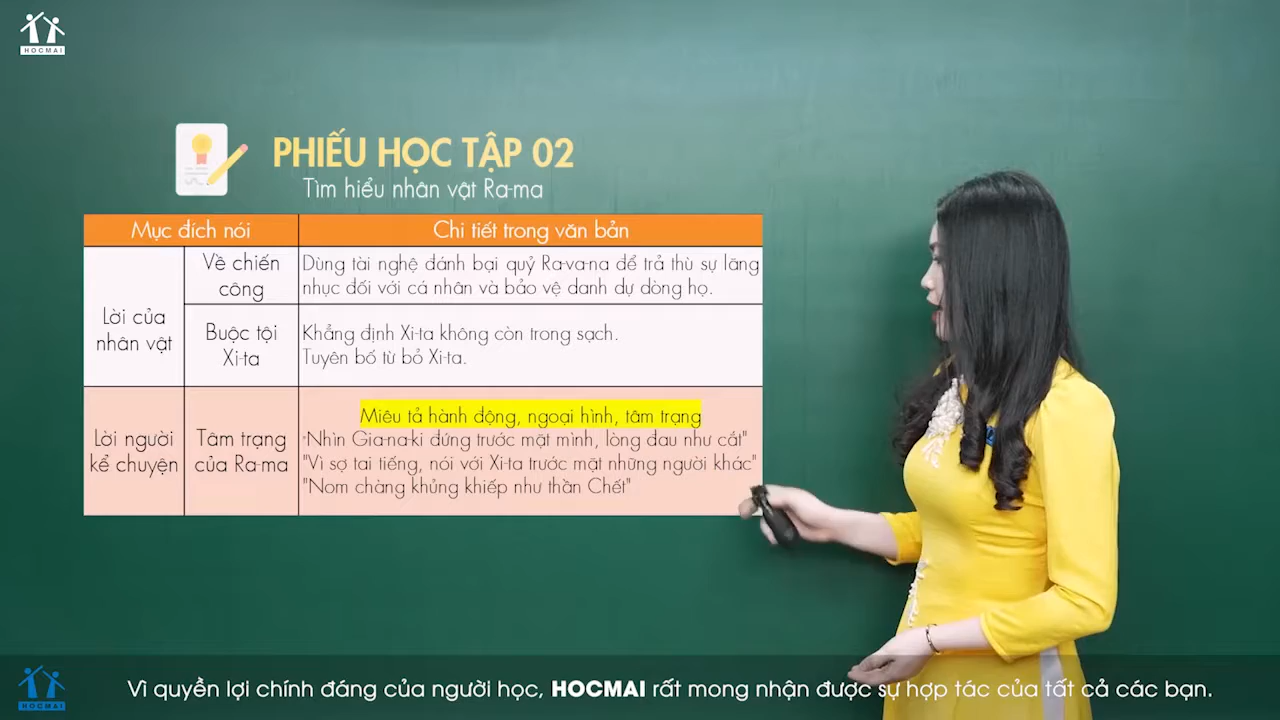 HOCMAI
PHIẾU HỌC TẬP 02
Tìm hiểu nhân vật Ra-ma
Mục đích nói
Chi tiết trong văn bản
Lời của
nhân vật
Về chiến
công
Dùng tài nghệ đánh bại quỷ Ra-va-na để trả thù sự lăng
nhục đối với cá nhân và bảo vệ danh dự dòng họ.
Buộc tội
Xi-ta
Khẳng định Xi-ta không còn trong sạch.
Tuyên bố từ bỏ Xi-ta.
Lời người
kể chuyện
Tâm trạng
của Ra-ma
Miêu tả hành động, ngoại hình, tâm trạng
"Nhìn Gia-na-ki đứng trước mặt mình, lòng đau như cắt"
"Vì sợ tai tiếng, nói với Xi-ta trước mặt những người khác"
"Nom chàng khủng khiếp như thần Chết"
HOCMAI
Vì quyền lợi chính đáng của người học, HOCMAI rất mong nhận được sự hợp tác của tất cả các bạn.